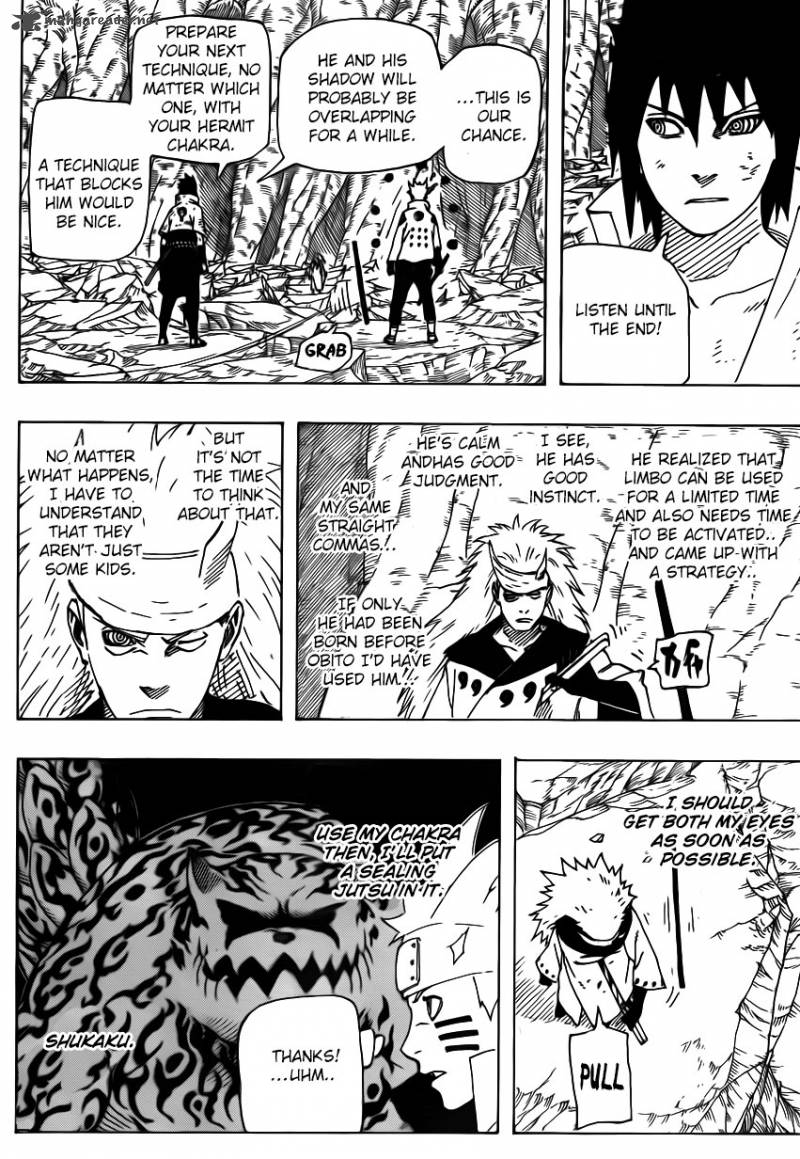 mangareader.net
...THIS IS
OUR
CHANCE.
HE AND HIS
SHADOW WILL
PROBABLY BE
OVERLAPPING
FOR A WHILE.
PREPARE
YOUR NEXT
TECHNIQUE, NO
MATTER WHICH
ONE, WITH
YOUR HERMIT
CHAKRA.
A TECHNIQUE
THAT BLOCKS
HIM WOULD
BE NICE.
GRAB
LISTEN UNTIL
THE END!
HE REALIZED THAT
LIMBO CAN BE USED
FOR A LIMITED TIME
AND ALSO NEEDS TIME
TO BE ACTIVATED..
AND CAME UP WITH
A STRATEGY..
I SEE,
HE HAS
GOOD
INSTINCT.
HE'S CALM
ANDHAS GOOD
JUDGMENT.
AND
MY SAME
STRAIGHT
COMMAS...
IF ONLY
HE HAD BEEN
BORN BEFORE
OBITO I'D HAVE
USED HIM...
BUT
IT'S NOT
THE TIME
TO THINK
ABOUT THAT.
NO MATTER
WHAT HAPPENS,
I HAVE TO
UNDERSTAND
THAT THEY
AREN'T JUST
SOME KIDS.
I SHOULD
GET BOTH MY EYES
AS SOON AS
POSSIBLE.
PULL
USE MY CHAKRA
THEN, I'LL PUT
A SEALING
JUTSU IN IT.
SHUKAKU.
THANKS!
...UHM..